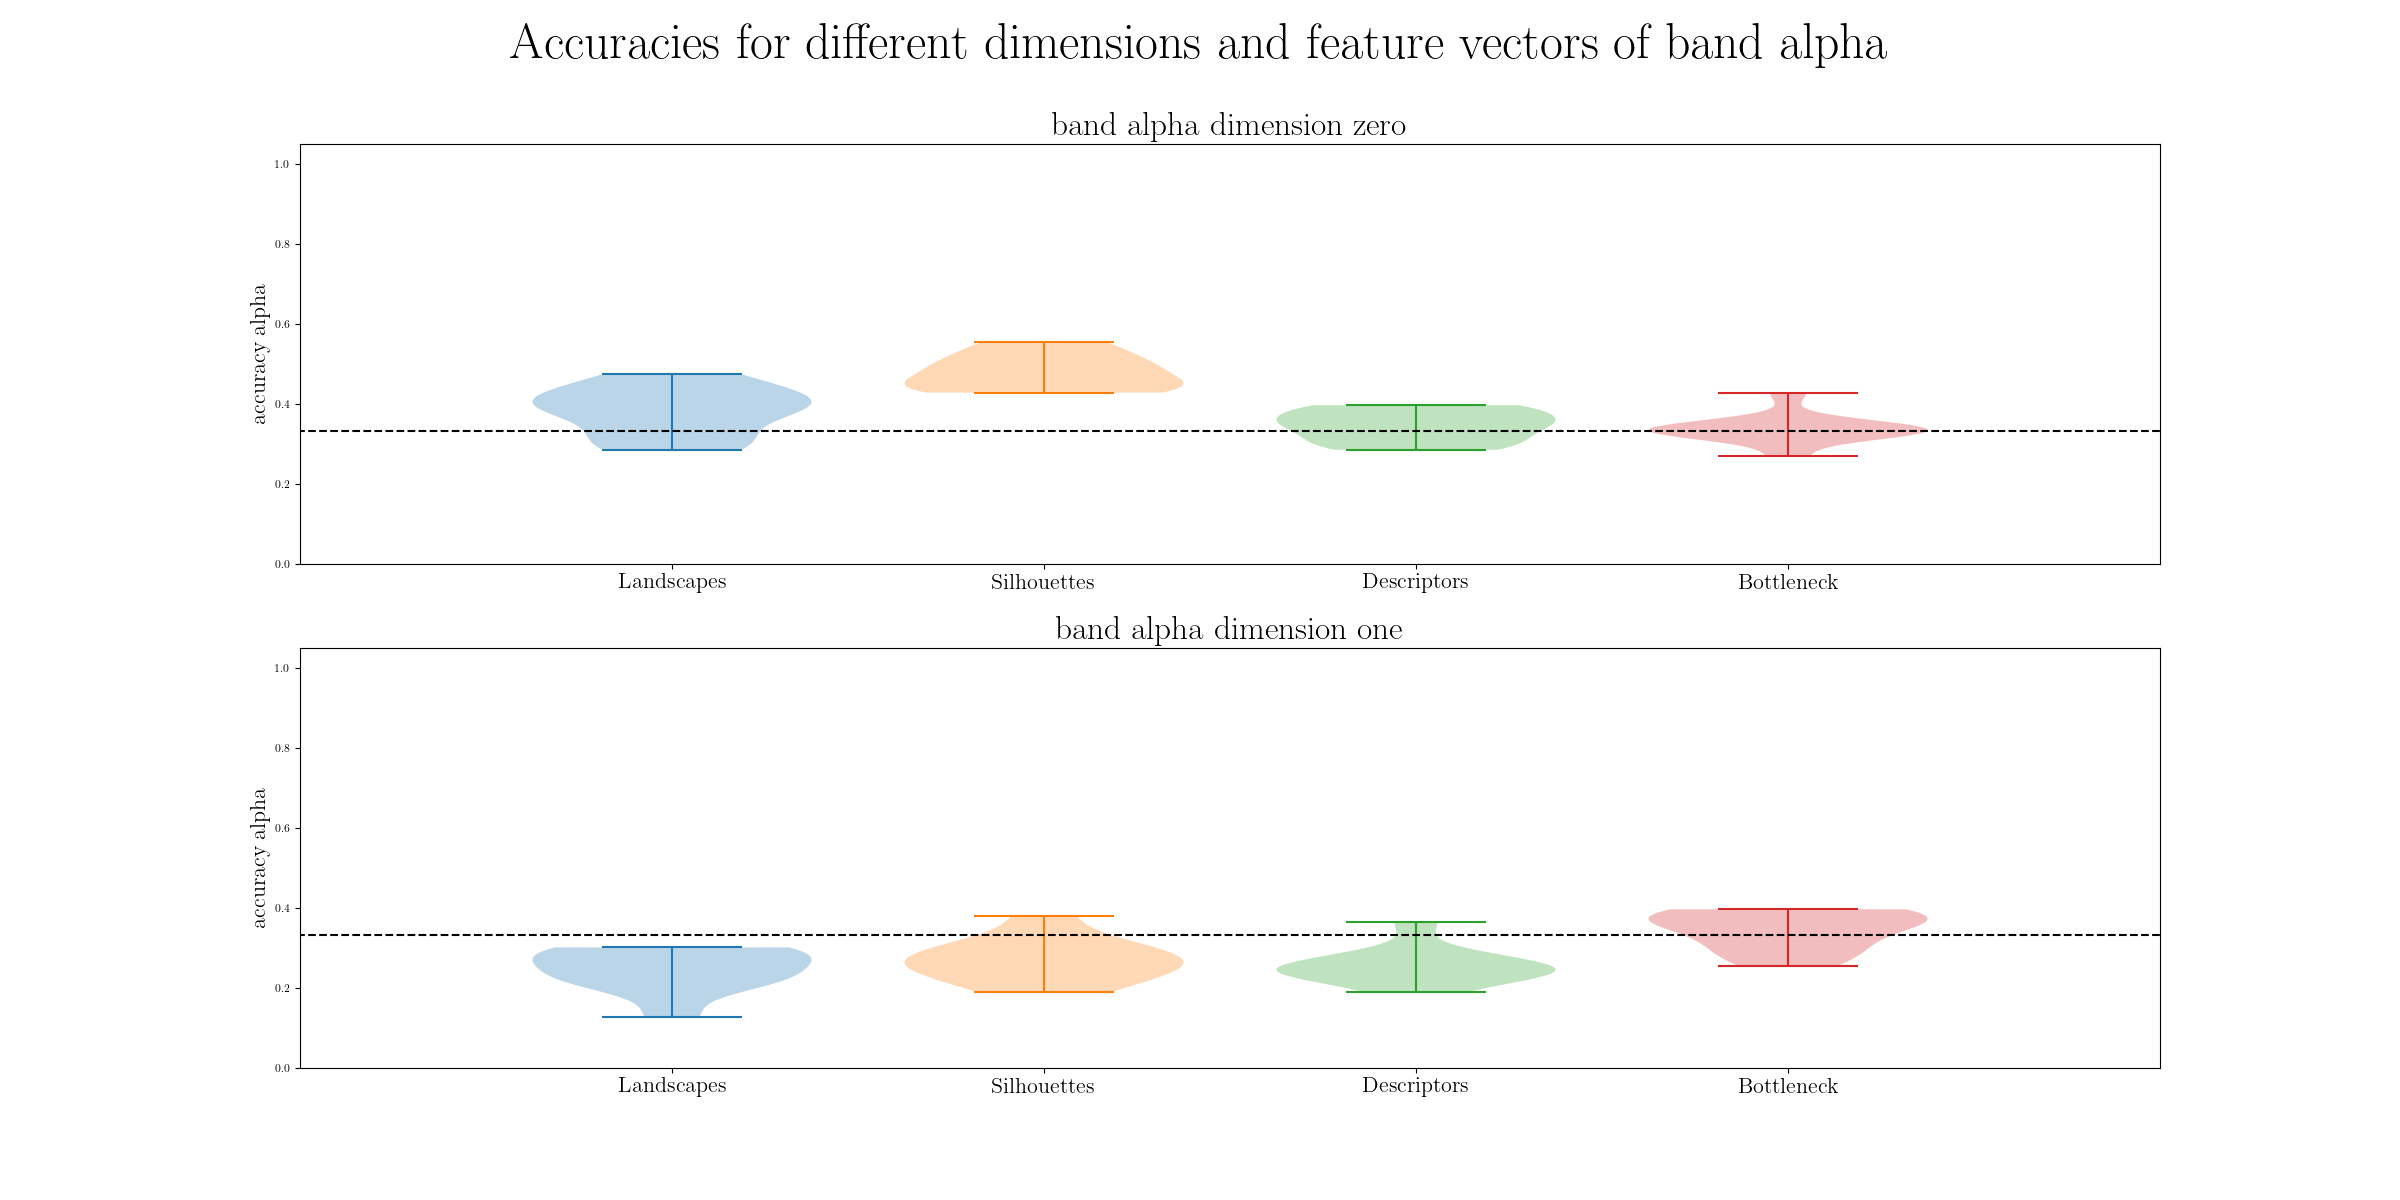 Accuracies for different dimensions and feature vectors of band alpha
band alpha dimension zero
1.0
0.8
0.6
0.4
0.2
0.0
accuracy alpha
Landscapes Silhouettes Descriptors Bottleneck
band alpha dimension one
1.0
0.8
0.6
0.4
0.2
0.0
accuracy alpha
Landscapes Silhouettes Descriptors Bottleneck